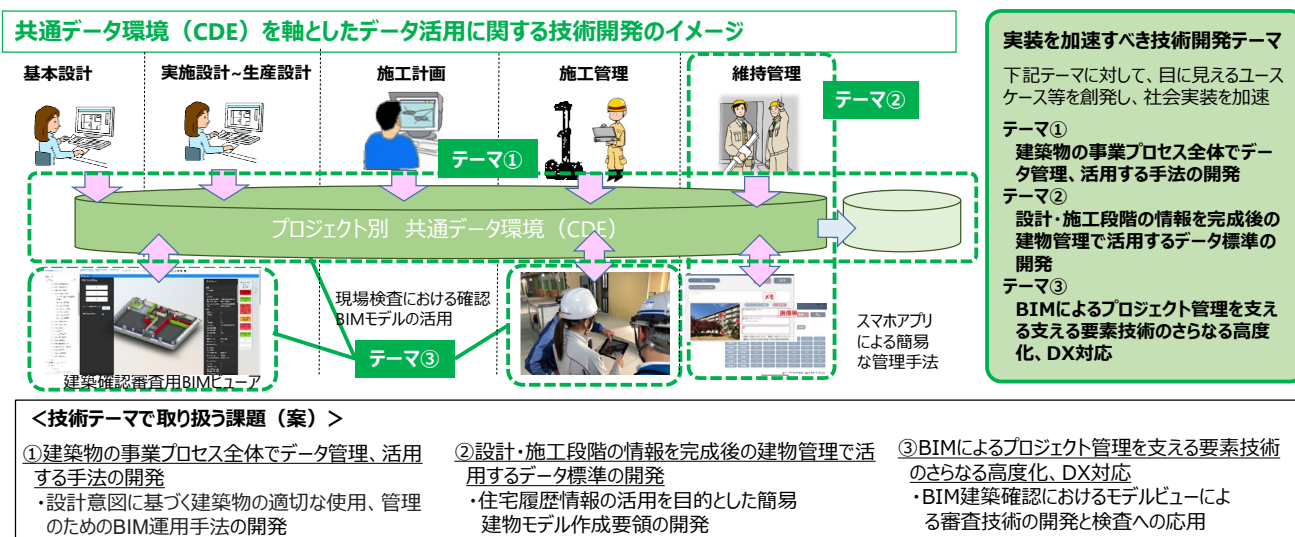 共通データ環境（CDE）を軸としたデータ活用に関する技術開発のイメージ
基本設計
実施設計~生産設計
施工計画
施工管理
維持管理
テーマ②
テーマ①
プロジェクト別　共通データ環境（CDE）
現場検査における確認
BIMモデルの活用
テーマ③
建築確認審査用BIMビューア
メモ
スマホアプリ
による簡易
な管理手法
実装を加速すべき技術開発テーマ
下記テーマに対して、目に見えるユース
ケース等を創発し、社会実装を加速
テーマ①
建築物の事業プロセス全体でデー
タ管理、活用する手法の開発
テーマ②
設計・施工段階の情報を完成後の
建物管理で活用するデータ標準の
開発
テーマ③
BIMによるプロジェクト管理を支え
る支える要素技術のさらなる高度
化、DX対応
＜技術テーマで取り扱う課題（案）＞
①建築物の事業プロセス全体でデータ管理、活用
する手法の開発
・設計意図に基づく建築物の適切な使用、管理
のためのBIM運用手法の開発
②設計・施工段階の情報を完成後の建物管理で活
用するデータ標準の開発
・住宅履歴情報の活用を目的とした簡易
建物モデル作成要領の開発
③BIMによるプロジェクト管理を支える要素技術
のさらなる高度化、DX対応
・BIM建築確認におけるモデルビューによ
る審査技術の開発と検査への応用